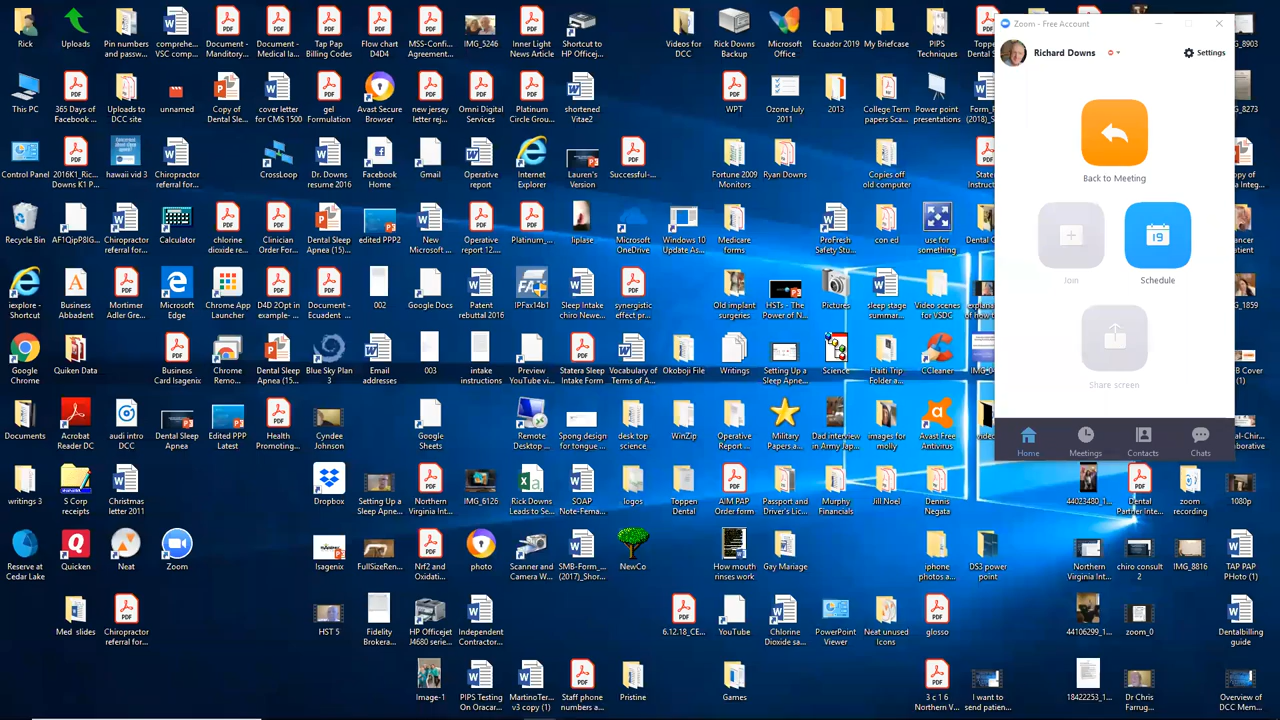 Zoom - Free Account
Richard Downs
Settings
Back to Meeting
19
Join
Schedule
Share screen
Home
Meetings
Contacts
Chats
Rick
Uploads
Pin numbers
and passw...
comprehe...
VSC comp...
Document -
Mandator...
Document -
Medical la...
Tap Pap
Billing Codes
Flow chart
D4D
MSS-Confi...
Agreement...
IMG_5246
Inner Light
News Article
Shortcut to
HP Office...
Videos for
DCC
Rick Downs
Backup
Microsoft
Office
Ecuador 2019
My Briefcase
PIPS
Techniques
This PC
365 Days of
Facebook ...
Uploads to
DCC site
unnamed
Copy of
Dental Sle...
cover letter
for CMS 1500
gel
Formulation
Avast Secure
Browser
new jersey
letter rej...
Omni Digital
Services
Platinum
Circle Grou...
shortened
Vitae2
WPT
Ozone July
2011
2013
College Term
papers Sca...
Power point
presentations
Control Panel
2016K1_Ric...
Downs K1 P...
hawaii vid 3
Chiropractor
referral for...
CrossLoop
Dr. Downs
resume 2016
Facebook
Home
Gmail
Operative
report
Internet
Explorer
Lauren's
Version
Successful-...
Fortune 2009
Monitors
Ryan Downs
Copies off
old computer
Recycle Bin
AF1QipP8IG...
Chiropractor
referral for...
Calculator
chlorine
dioxide re...
Clinician
Order For...
Dental Sleep
Apnea (15...
edited PPP2
New
Microsof...
Operative
report 12...
Platinum_...
liplase
Microsoft
OneDrive
Windows 10
Update As...
Medicare
forms
ProFresh
Safety Stu...
con ed
use for
something
iexplore -
Shortcut
Business
Abbadent
Mortimer
Adler Gre...
Microsoft
Edge
Chrome App
Launcher
D4D 2Opt in
example- ...
Document -
Ecuadent ...
002
Google Docs
Patent
rebuttal 2016
IPFax14b1
Sleep Intake
chiro Newe...
synergistic
effect pr...
Old implant
surgenes
HSTs - The
Power of N...
Pictures
sleep stage
summar...
Video scenes
for VSDC
Google
Chrome
Quiken Data
Business
Card Isagenix
Chrome
Remo...
Dental Sleep
Apnea (15...
Blue Sky Plan
3
Email
addresses
003
intake
instructions
Preview
YouTube vi...
Statera Sleep
Intake Form
Vocabulary of
Terms of A...
Okoboji File
Writings
Setting Up a
Sleep Apne...
Science
Haiti Trip
Folder a...
CCleaner
Documents
Acrobat
Reader DC
audi intro
DCC
Dental Sleep
Apnea
Edited PPP
Latest
Health
Promoting...
Cyndee
Johnson
Google
Sheets
Remote
Desktop ...
Spong design
for tongue ...
desk top
science
WinZip
Operative
Report ...
Military
Papers a...
Dad interview
in Army Jap...
images for
molly
Avast Free
Antivirus
writings 3
S Corp
receipts
Christmas
letter 2011
Dropbox
Setting Up a
Sleep Apne...
Northern
Virginia Int...
IMG_6126
Rick Downs
Leads to Se...
SOAP
Note-Fema...
logos
Toppen
Dental
AIM PAP
Order form
Passport and
Driver's Lic...
Murphy
Financials
Jill Noel
Dennis
Negata
44023480_1...
Dental
Partner Inte...
zoom
recording
1080p
Reserve at
Cedar Lake
Quicken
Neat
Zoom
Isagenix
FullSizeRen...
Nrf2 and
Oxidati...
photo
Scanner and
Camera W...
SMB-Form_...
(2017)_Shor...
NewCo
How mouth
rinses work
Gay Mariage
iphone
photos a...
DS3 power
point
Northern
Virginia Int...
chiro consult
2
IMG_8816
TAP PAP
PHoto (1)
Med slides
Chiropractor
referral for...
HST 5
Fidelity
Brokera...
HP Officejet
J4680 serie...
Independent
Contractor...
6.12.18_CE...
YouTube
Chlorine
Dioxide sa...
PowerPoint
Viewer
Neat unused
Icons
glosso
44106299_1...
zoom_0
Dentalbilling
guide
Image-1
PIPS Testing
On Oracar...
MartinoTer...
v3 copy (1)
Staff phone
numbers a...
Pristine
Games
3 c 1 6
Northern V...
I want to
send patien...
18422253_1...
Dr Chris
Farrug...
Overview of
DCC Mem...